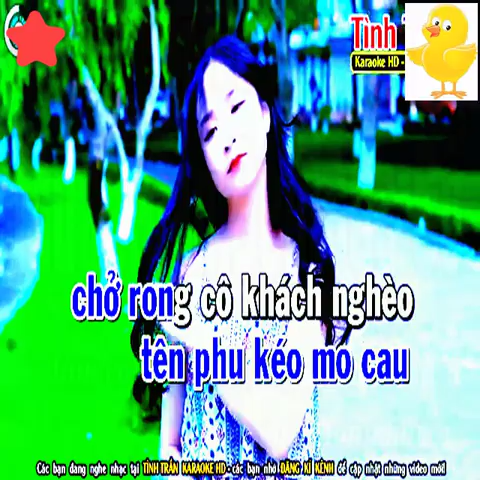 Tình
Karaoke HD -
chở rong cô khách nghèo
tên phu kéo mo cau
Các bạn đang nghe nhạc tại TÌNH TRẦN KARAOKE HD - các bạn nhớ ĐĂNG KÍ KÊNH để cập nhật những video mới!